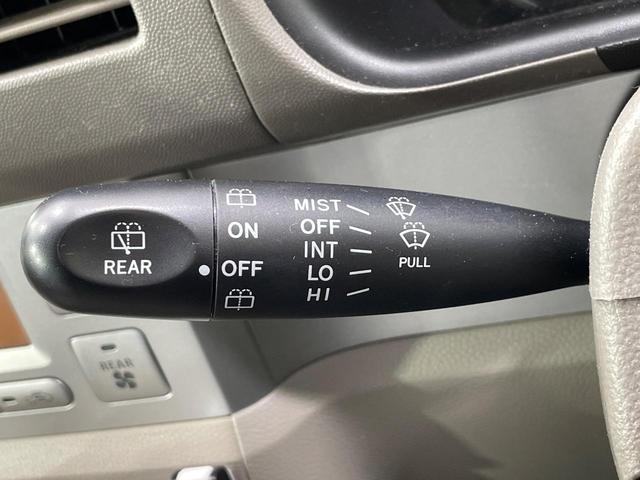 REAR
ON
OFF
MIST
OFF
INT
LO
HI
PULL
REAR